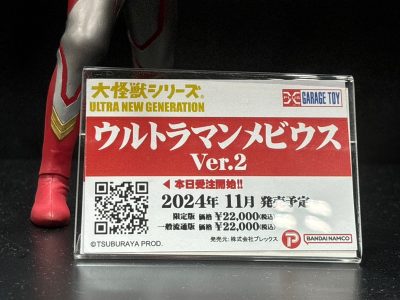 大怪獣シリーズ®
ULTRA NEW GENERATION
GARAGE TOY
ウルトラマンメビウス
Ver.2
◀ 本日受注開始!!
2024年 11月 発売予定
限定版 価格 ¥22,000(税込)
一般流通版 価格 ¥22,000(税込)
発売元: 株式会社プレックス
©TSUBURAYA PROD.
BANDAI NAMCO